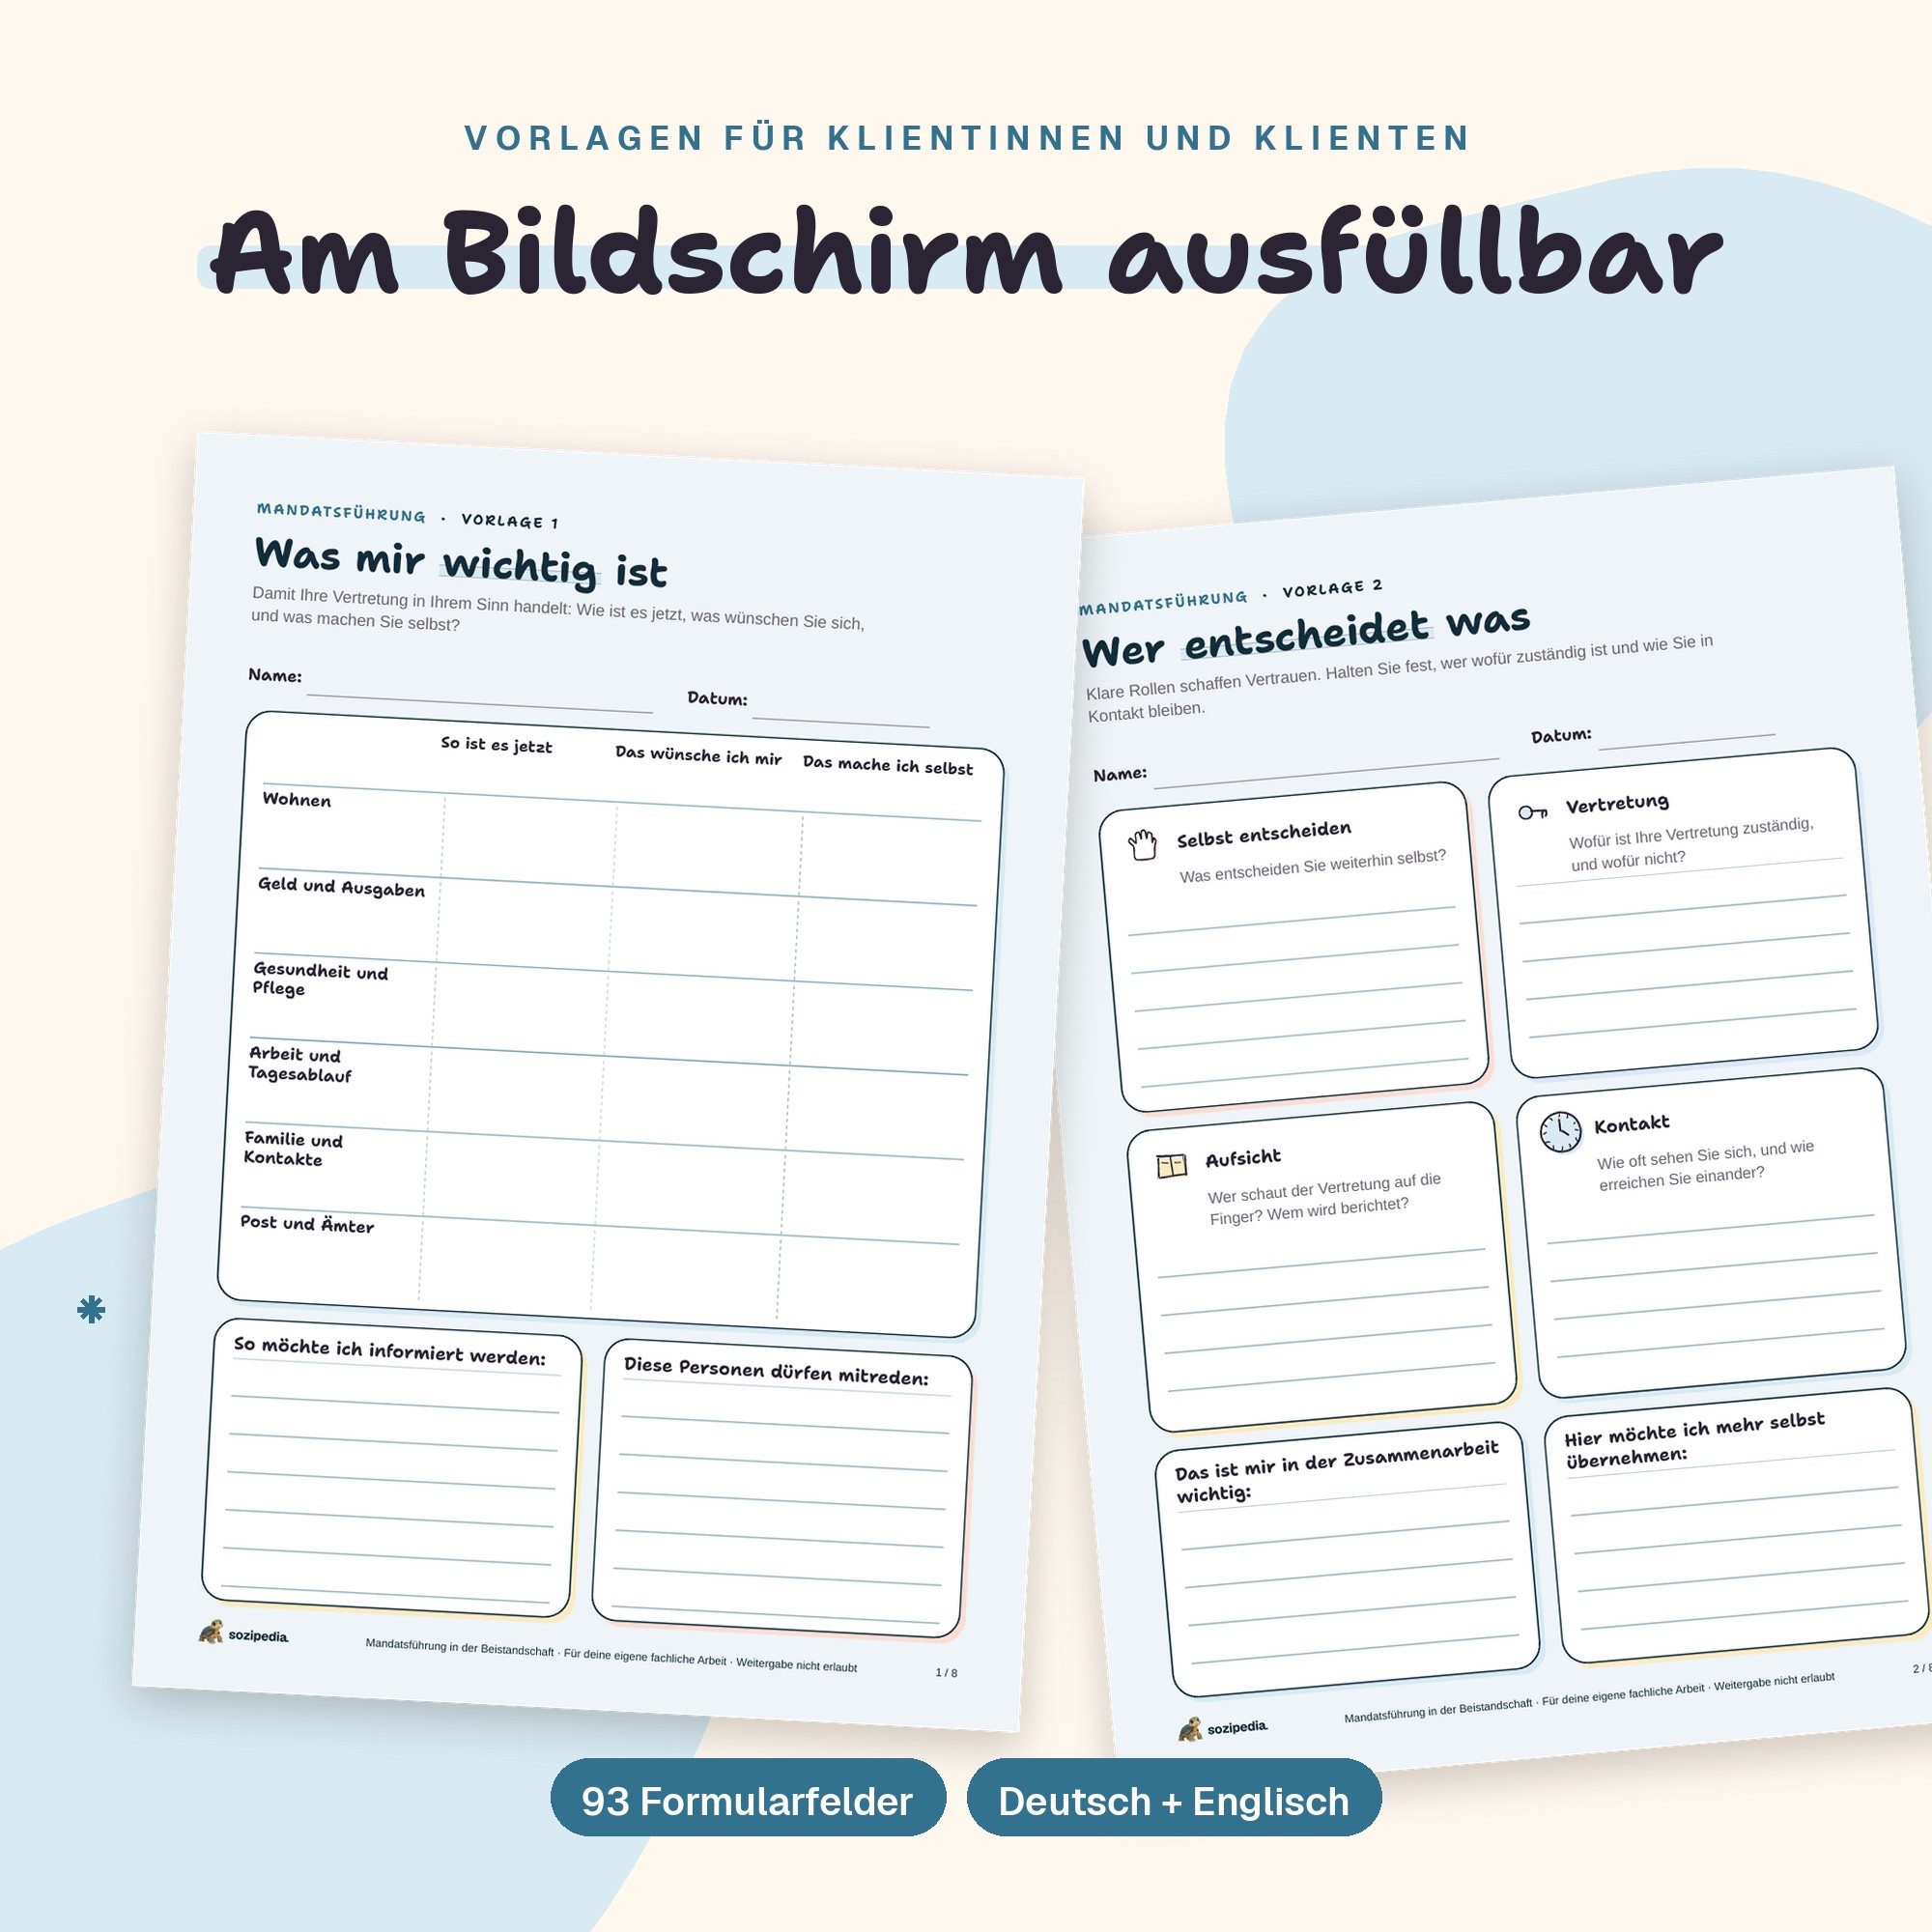 VORLAGEN FÜR KLIENTINNEN UND KLIENTEN
Am Bildschirm ausfüllbar
MANDATSFÜHRUNG · VORLAGE 1
Was mir wichtig ist
Damit Ihre Vertretung in Ihrem Sinn handelt: Wie ist es jetzt, was wünschen Sie sich,
und was machen Sie selbst?
Name:
Datum:
So ist es jetzt
Das wünsche ich mir
Das mache ich selbst
Wohnen
Geld und Ausgaben
Gesundheit und
Pflege
Arbeit und
Tagesablauf
Familie und
Kontakte
Post und Ämter
So möchte ich informiert werden:
Diese Personen dürfen mitreden:
sozipedia.
Mandatsführung in der Beistandschaft · Für deine eigene fachliche Arbeit · Weitergabe nicht erlaubt
1 / 8
MANDATSFÜHRUNG · VORLAGE 2
Wer entscheidet was
Klare Rollen schaffen Vertrauen. Halten Sie fest, wer wofür zuständig ist und wie Sie in
Kontakt bleiben.
Name:
Datum:
Selbst entscheiden
Was entscheiden Sie weiterhin selbst?
Vertretung
Wofür ist Ihre Vertretung zuständig,
und wofür nicht?
Aufsicht
Wer schaut der Vertretung auf die
Finger? Wem wird berichtet?
Kontakt
Wie oft sehen Sie sich, und wie
erreichen Sie einander?
Das ist mir in der Zusammenarbeit
wichtig:
Hier möchte ich mehr selbst
übernehmen:
sozipedia.
Mandatsführung in der Beistandschaft · Für deine eigene fachliche Arbeit · Weitergabe nicht erlaubt
2 / 8
93 Formularfelder
Deutsch + Englisch